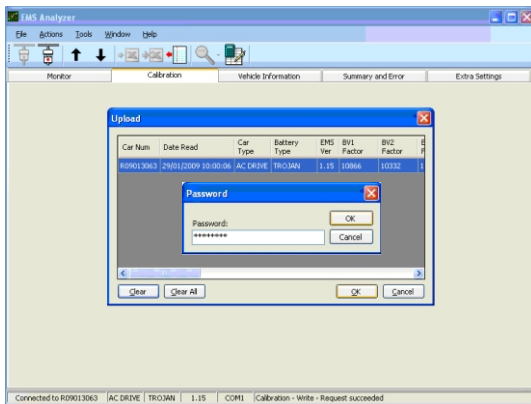 EMS Analyzer
File Actions Tools Window Help
Monitor Calibration Vehicle Information Summary and Error Extra Settings
Upload
Car Num Date Read Car Type Battery Type EMS Ver BV1 Factor BV2 Factor
R09013063 29/01/2009 10:00:06 AC DRIVE TROJAN 1.15 10866 10332 1
Password
Password:
OK
********
Cancel
Clear Clear All OK Cancel
Connected to R09013063 AC DRIVE TROJAN 1.15 COM1 Calibration - Write - Request succeeded